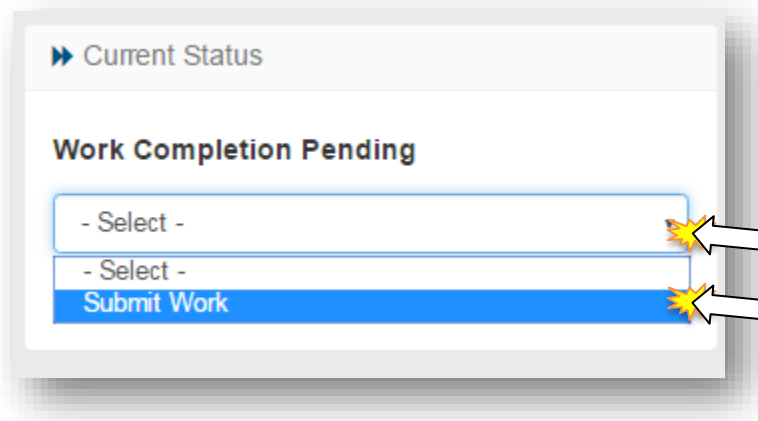 Current Status
Work Completion Pending
- Select -
- Select -
Submit Work